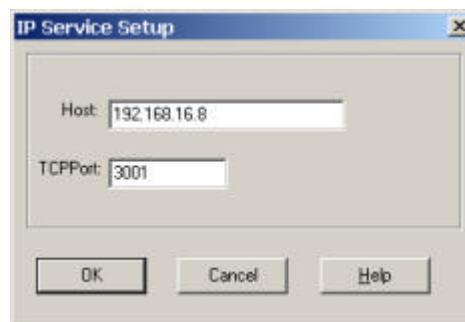 IP Service Setup
Host: 192.168.16.8
TCPPort: 3001
OK Cancel Help